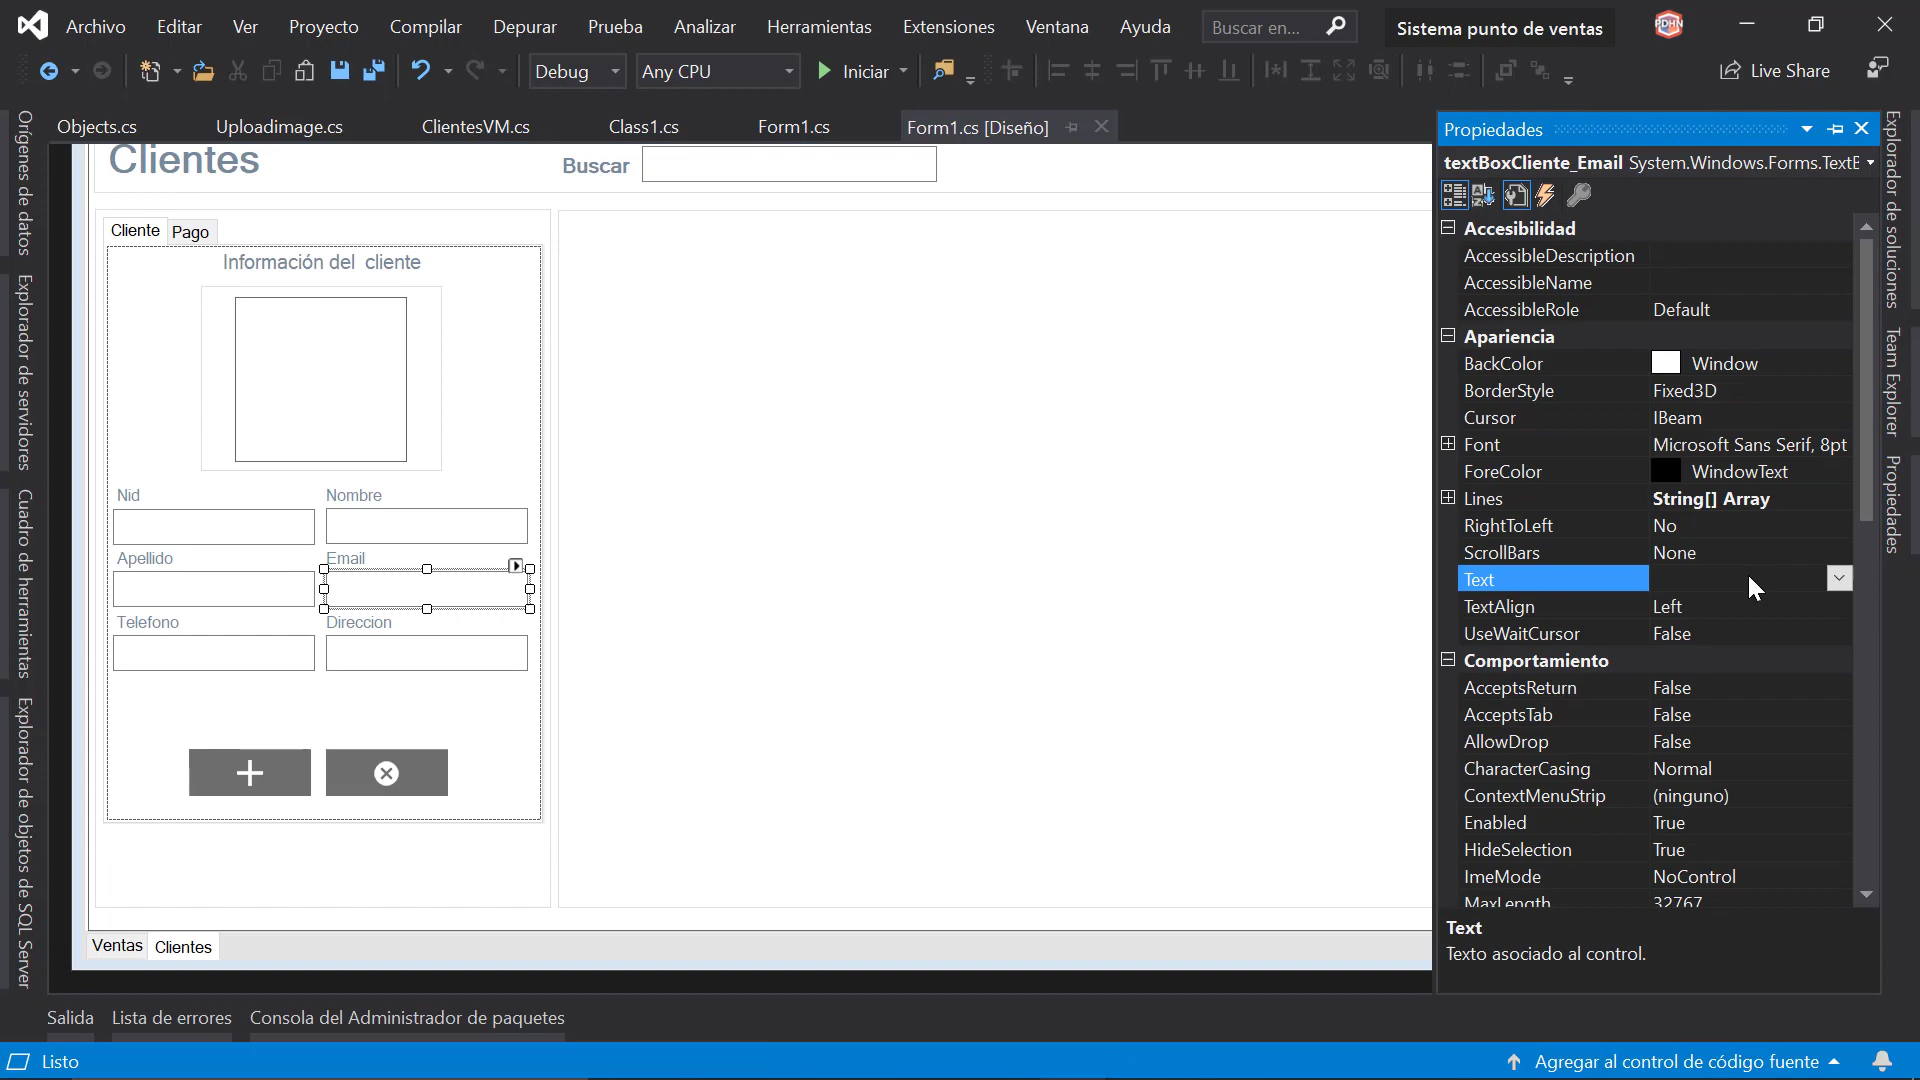 Archivo Editar Ver Proyecto Compilar Depurar Prueba Analizar Herramientas Extensiones Ventana Ayuda Buscar en... Sistema punto de ventas PDHN
Debug Any CPU Iniciar Live Share
Objects.cs Uploadimage.cs ClientesVM.cs Class1.cs Form1.cs Form1.cs [Diseño]
Orígenes de datos
Explorador de servidores
Cuadro de herramientas
Explorador de objetos de SQL Server
Clientes
Buscar
Cliente Pago
Información del cliente
Nid Nombre
Apellido Email
Telefono Direccion
Ventas Clientes
Propiedades
textBoxCliente_Email System.Windows.Forms.TextE
Accesibilidad
AccessibleDescription
AccessibleName
AccessibleRole Default
Apariencia
BackColor Window
BorderStyle Fixed3D
Cursor IBeam
Font Microsoft Sans Serif, 8pt
ForeColor WindowText
Lines String[] Array
RightToLeft No
ScrollBars None
Text
TextAlign Left
UseWaitCursor False
Comportamiento
AcceptsReturn False
AcceptsTab False
AllowDrop False
CharacterCasing Normal
ContextMenuStrip (ninguno)
Enabled True
HideSelection True
ImeMode NoControl
MaxLength 32767
Text
Texto asociado al control.
Explorador de soluciones
Team Explorer
Propiedades
Salida Lista de errores Consola del Administrador de paquetes
Listo Agregar al control de código fuente